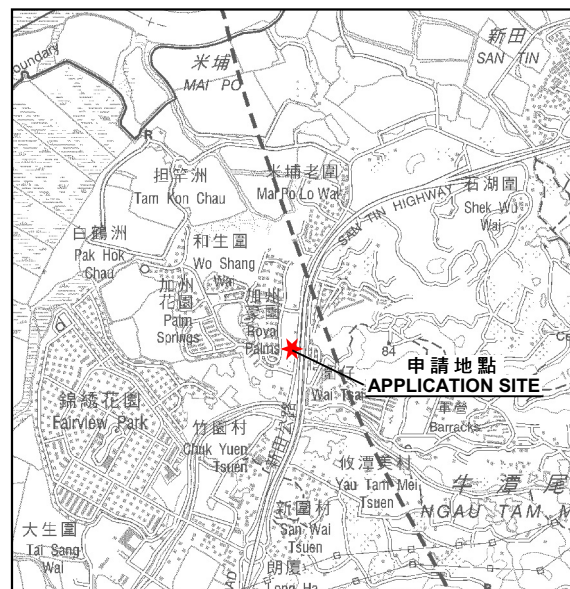 新田
SAN TIN
米埔
MAI PO
Boundary
R
担竿洲
Tam Kon Chau
米埔老圍
Mai Po Lo Wai
SAN TIN HIGHWAY
石湖圍
Shek Wu
Wai
白鶴洲
Pak Hok
Chau
和生圍
Wo Shang
Wai
加州
花園
Palm
Springs
加州
豪園
Royal
Palms
84
申請地點
APPLICATION SITE
Wai Tsai
軍營
Barracks
錦綉花園
Fairview Park
竹園村
Chuk Yuen
Tsuen
新田公路
攸潭美村
Yau Tam Mei
Tsuen
牛潭尾
NGAU TAM M
新圍村
San Wai
Tsuen
大生圍
Tai Sang
Wai
朗廈
Long Ha